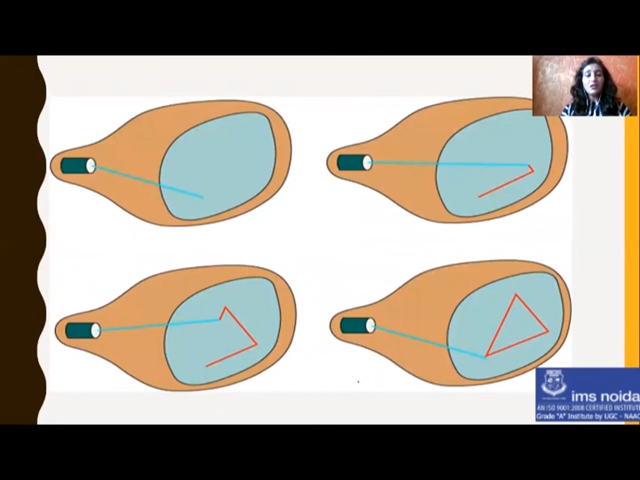 ims noida
AN ISO 9001:2008 CERTIFIED INSTITUTE
Grade "A" Institute by UGC - NAAC